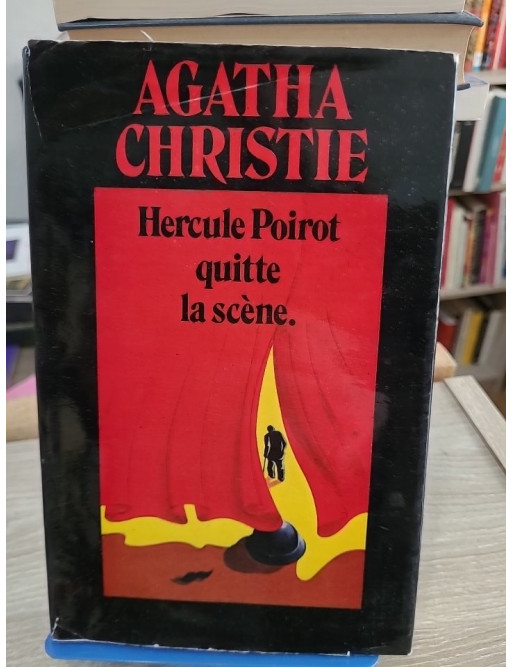 AGATHA
CHRISTIE
Hercule Poirot
quitte
la scène.